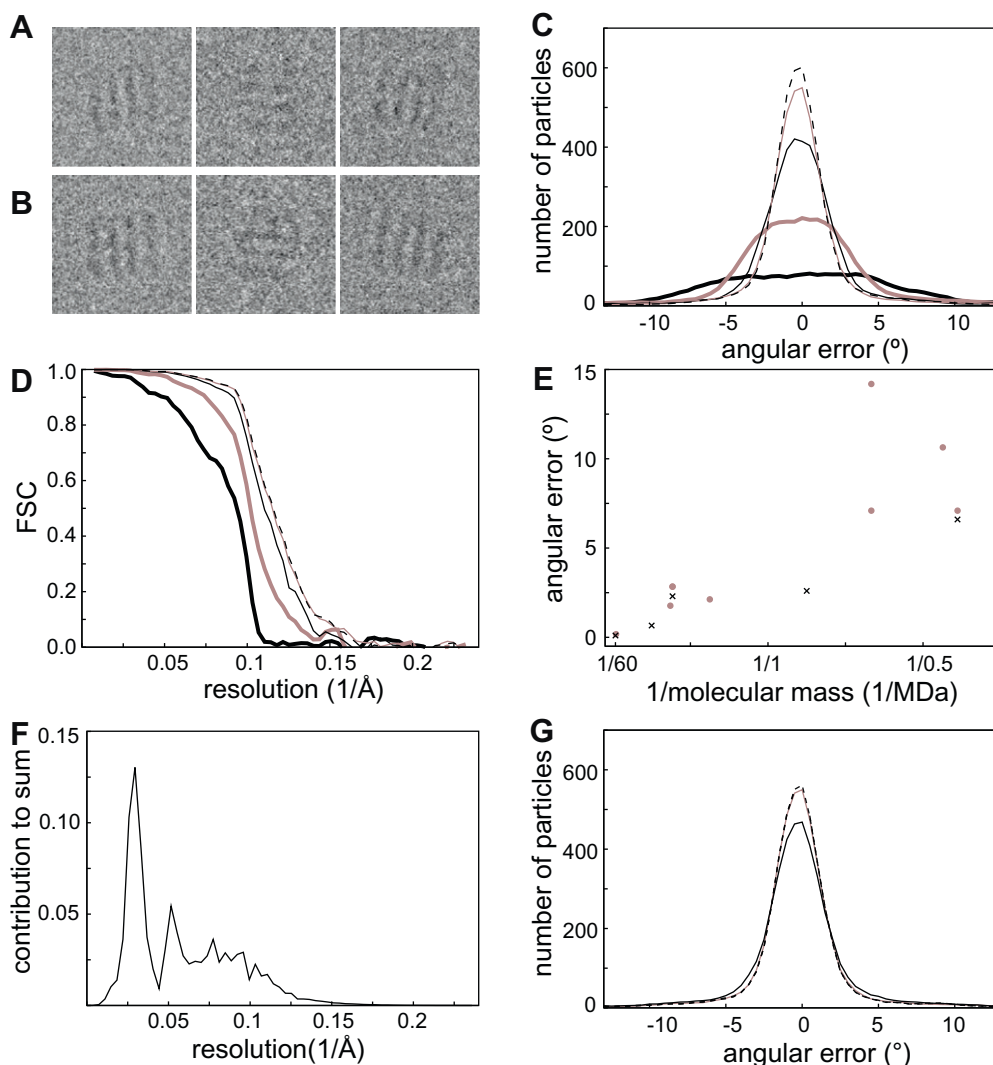 A
B
C
number of particles
600
400
200
0
-10
-5
0
5
10
angular error (º)
D
FSC
1.0
0.8
0.6
0.4
0.2
0.0
0.05
0.1
0.15
0.2
resolution (1/Å)
E
angular error (º)
15
10
5
0
1/60
1/1
1/0.5
1/molecular mass (1/MDa)
F
contribution to sum
0.15
0.10
0.05
0.05
0.1
0.15
0.2
resolution(1/Å)
G
number of particles
600
400
200
0
-10
-5
0
5
10
angular error (°)